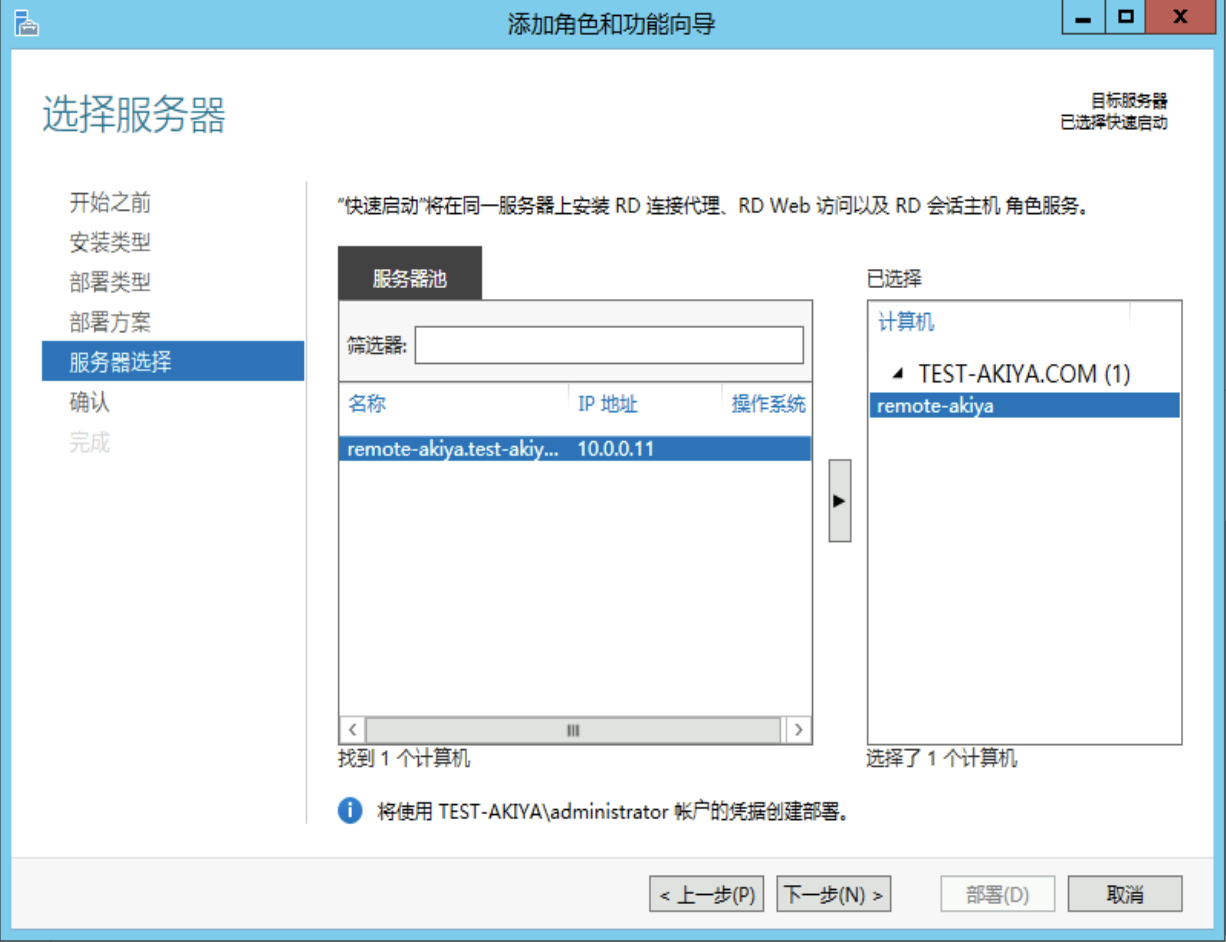 添加角色和功能向导
选择服务器
目标服务器
已选择快速启动
开始之前
安装类型
部署类型
部署方案
服务器选择
确认
完成
“快速启动”将在同一服务器上安装 RD 连接代理、RD Web 访问以及 RD 会话主机 角色服务。
服务器池
筛选器:
名称 IP 地址 操作系统
remote-akiya.test-akiy... 10.0.0.11
找到 1 个计算机
已选择
计算机
TEST-AKIYA.COM (1)
remote-akiya
选择了 1 个计算机
将使用 TEST-AKIYA\administrator 帐户的凭据创建部署。
< 上一步(P) 下一步(N) > 部署(D) 取消